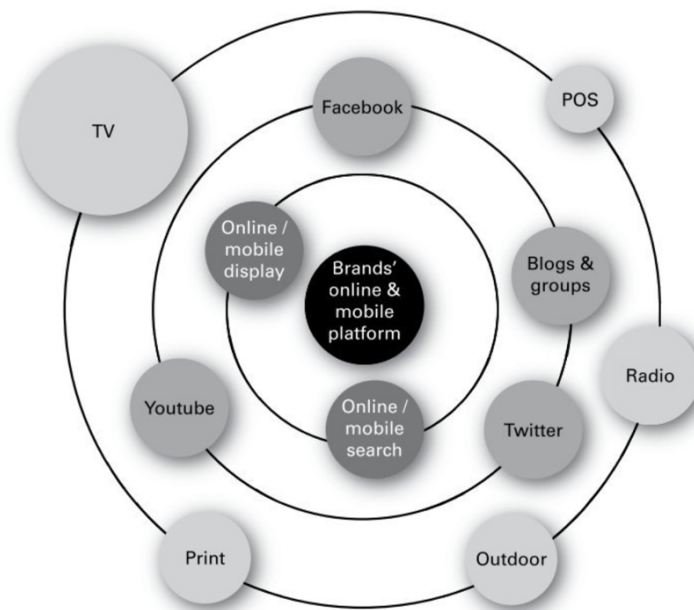 TV
Facebook
POS
Online /
mobile
display
Brands'
online &
mobile
platform
Blogs &
groups
Radio
Youtube
Online /
mobile
search
Twitter
Print
Outdoor